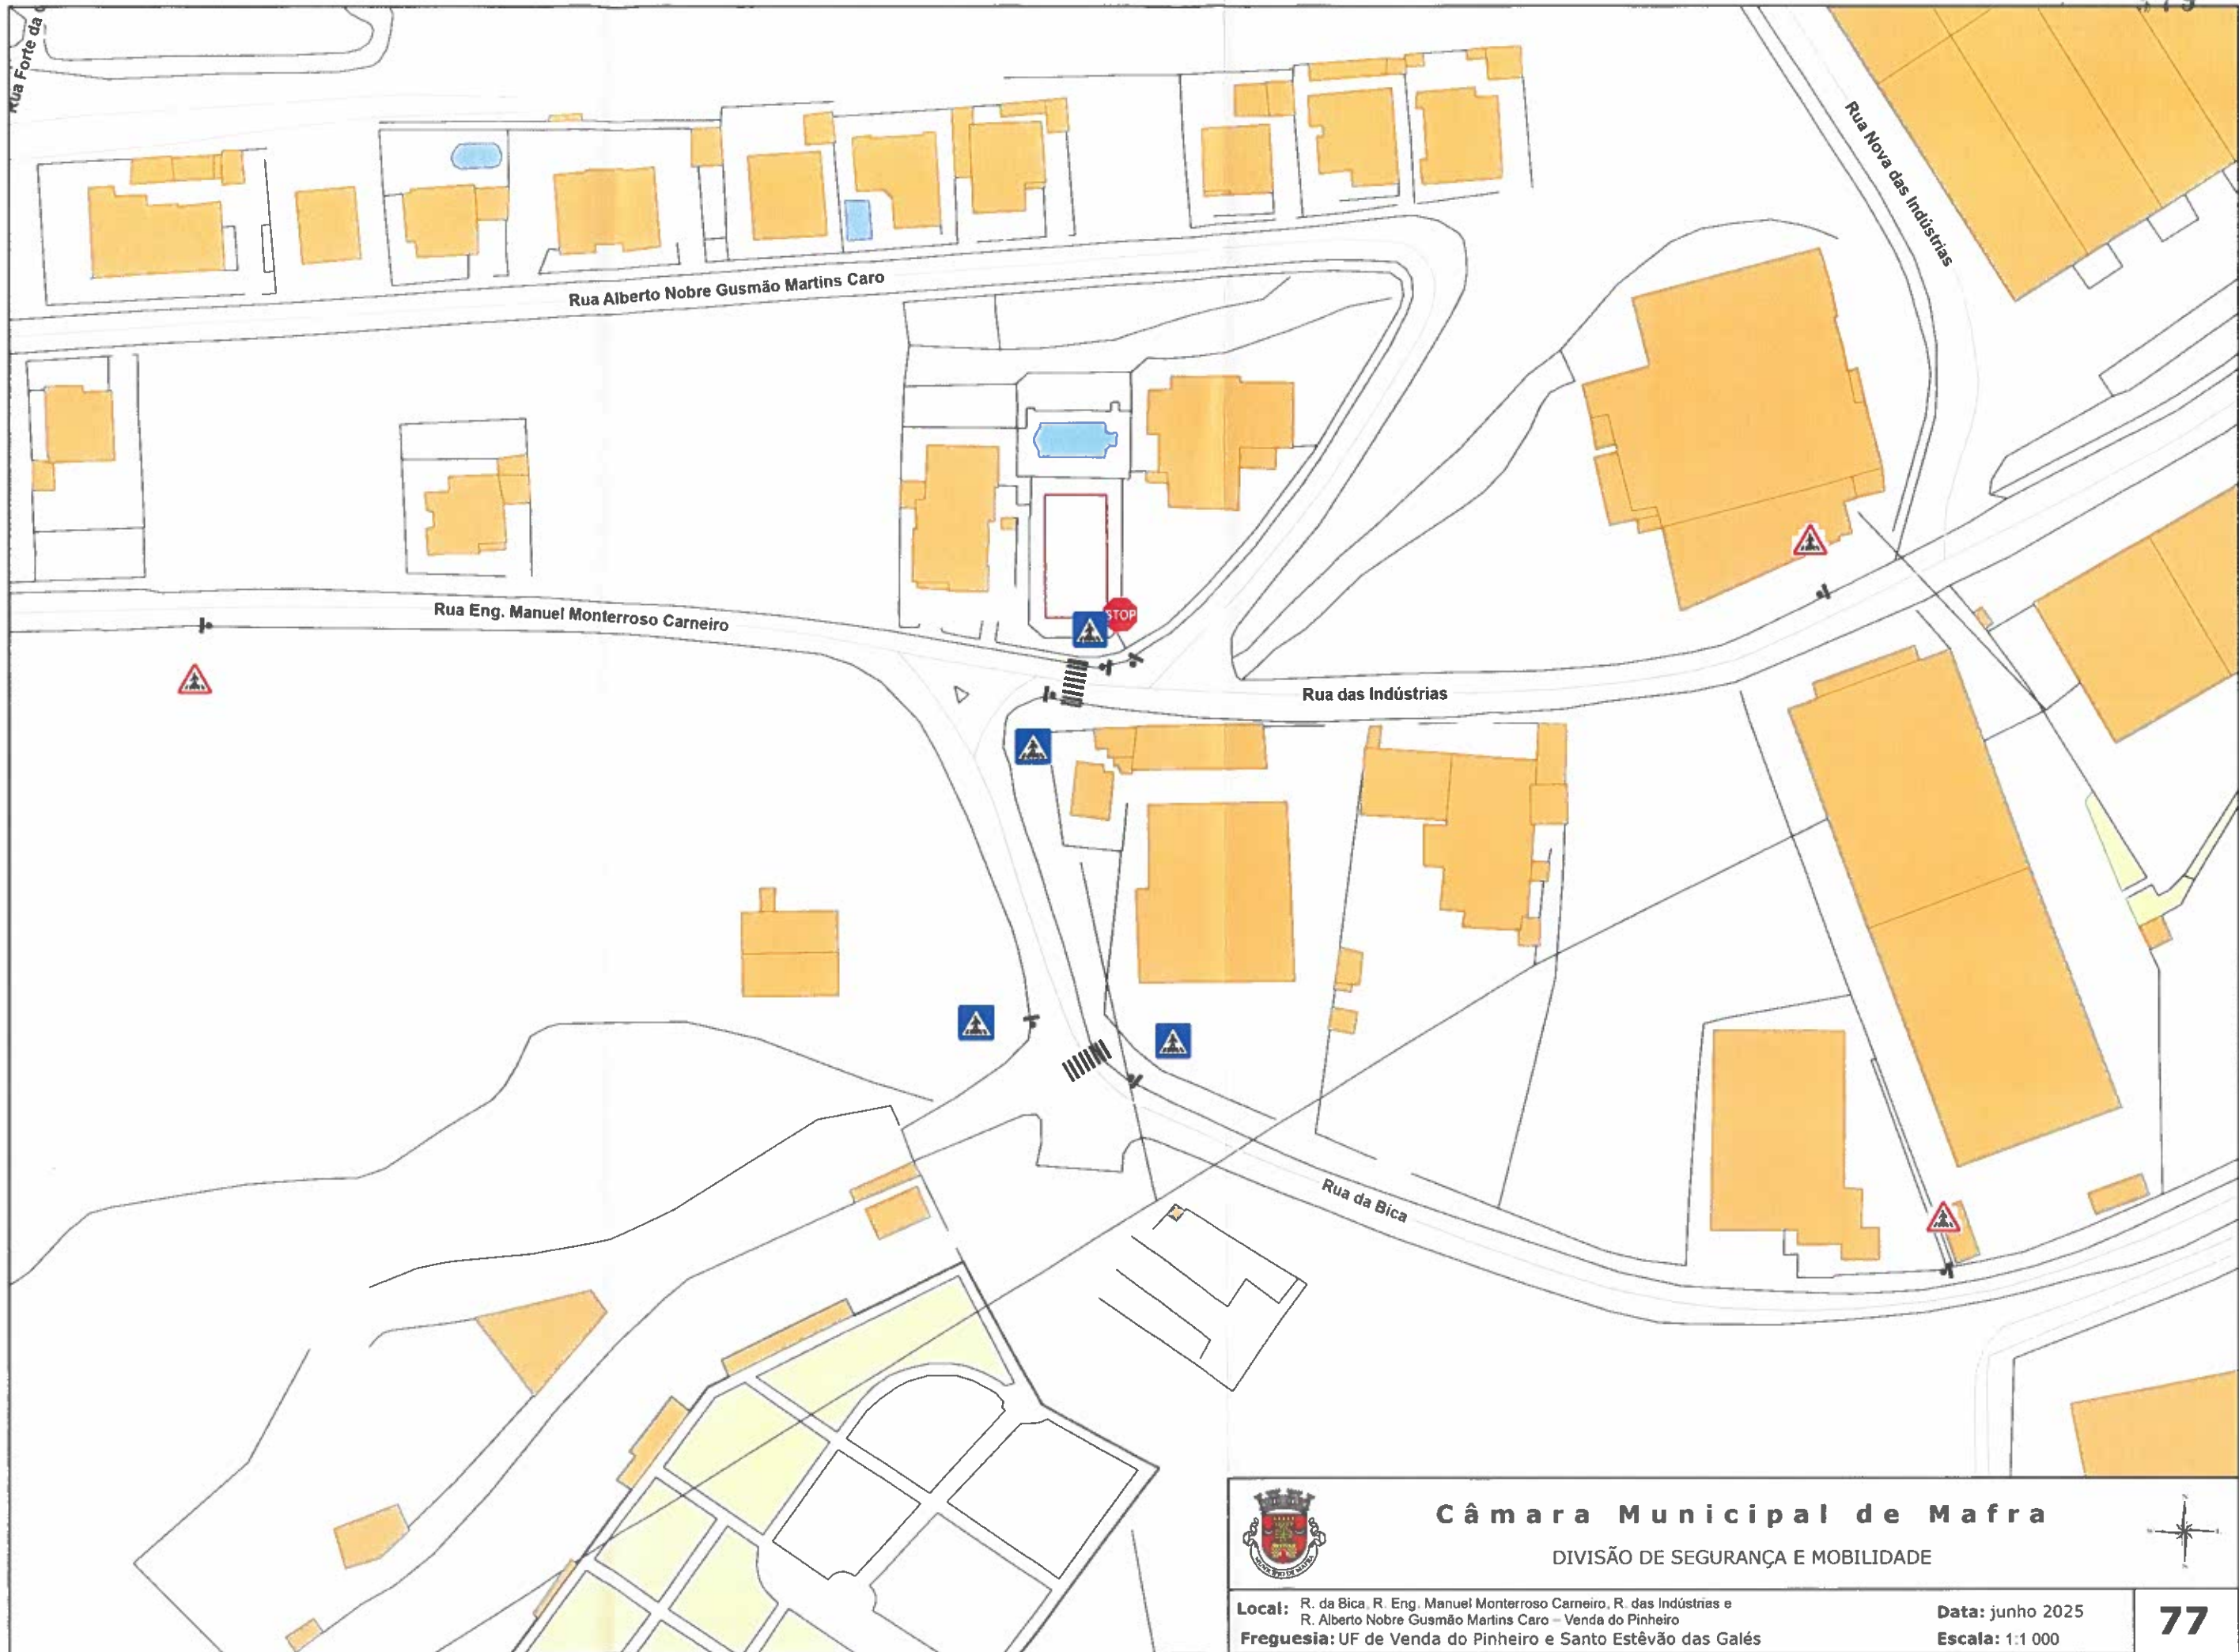 Rua Forte da
Rua Nova das Indústrias
Rua Alberto Nobre Gusmão Martins Caro
Rua Eng. Manuel Monterroso Carneiro
STOP
Rua das Indústrias
Rua da Bica
Câmara Municipal de Mafra
DIVISÃO DE SEGURANÇA E MOBILIDADE
Local: R. da Bica, R. Eng. Manuel Monterroso Carneiro, R. das Indústrias e
R. Alberto Nobre Gusmão Martins Caro - Venda do Pinheiro
Freguesia: UF de Venda do Pinheiro e Santo Estêvão das Galés
Data: junho 2025
Escala: 1:1 000
77